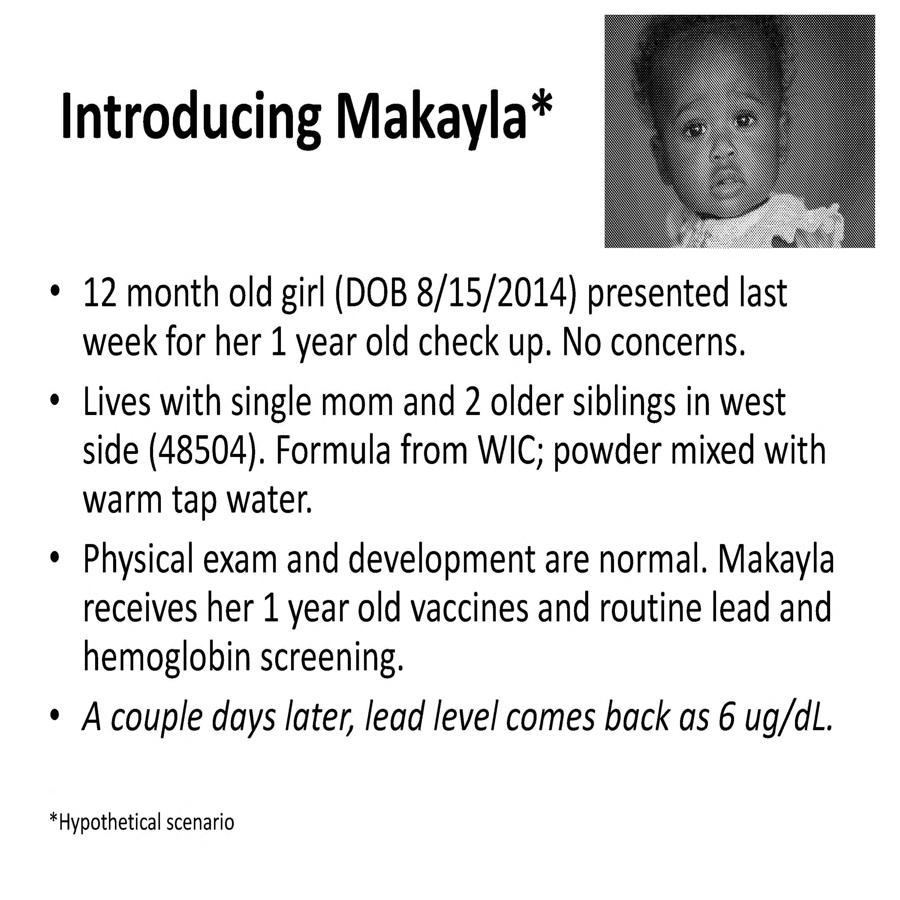 Introducing Makayla*
• 12 month old girl (DOB 8/15/2014) presented last
week for her 1 year old check up. No concerns.
• Lives with single mom and 2 older siblings in west
side (48504). Formula from WIC; powder mixed with
warm tap water.
• Physical exam and development are normal. Makayla
receives her 1 year old vaccines and routine lead and
hemoglobin screening.
• A couple days later, lead level comes back as 6 ug/dL.
*Hypothetical scenario